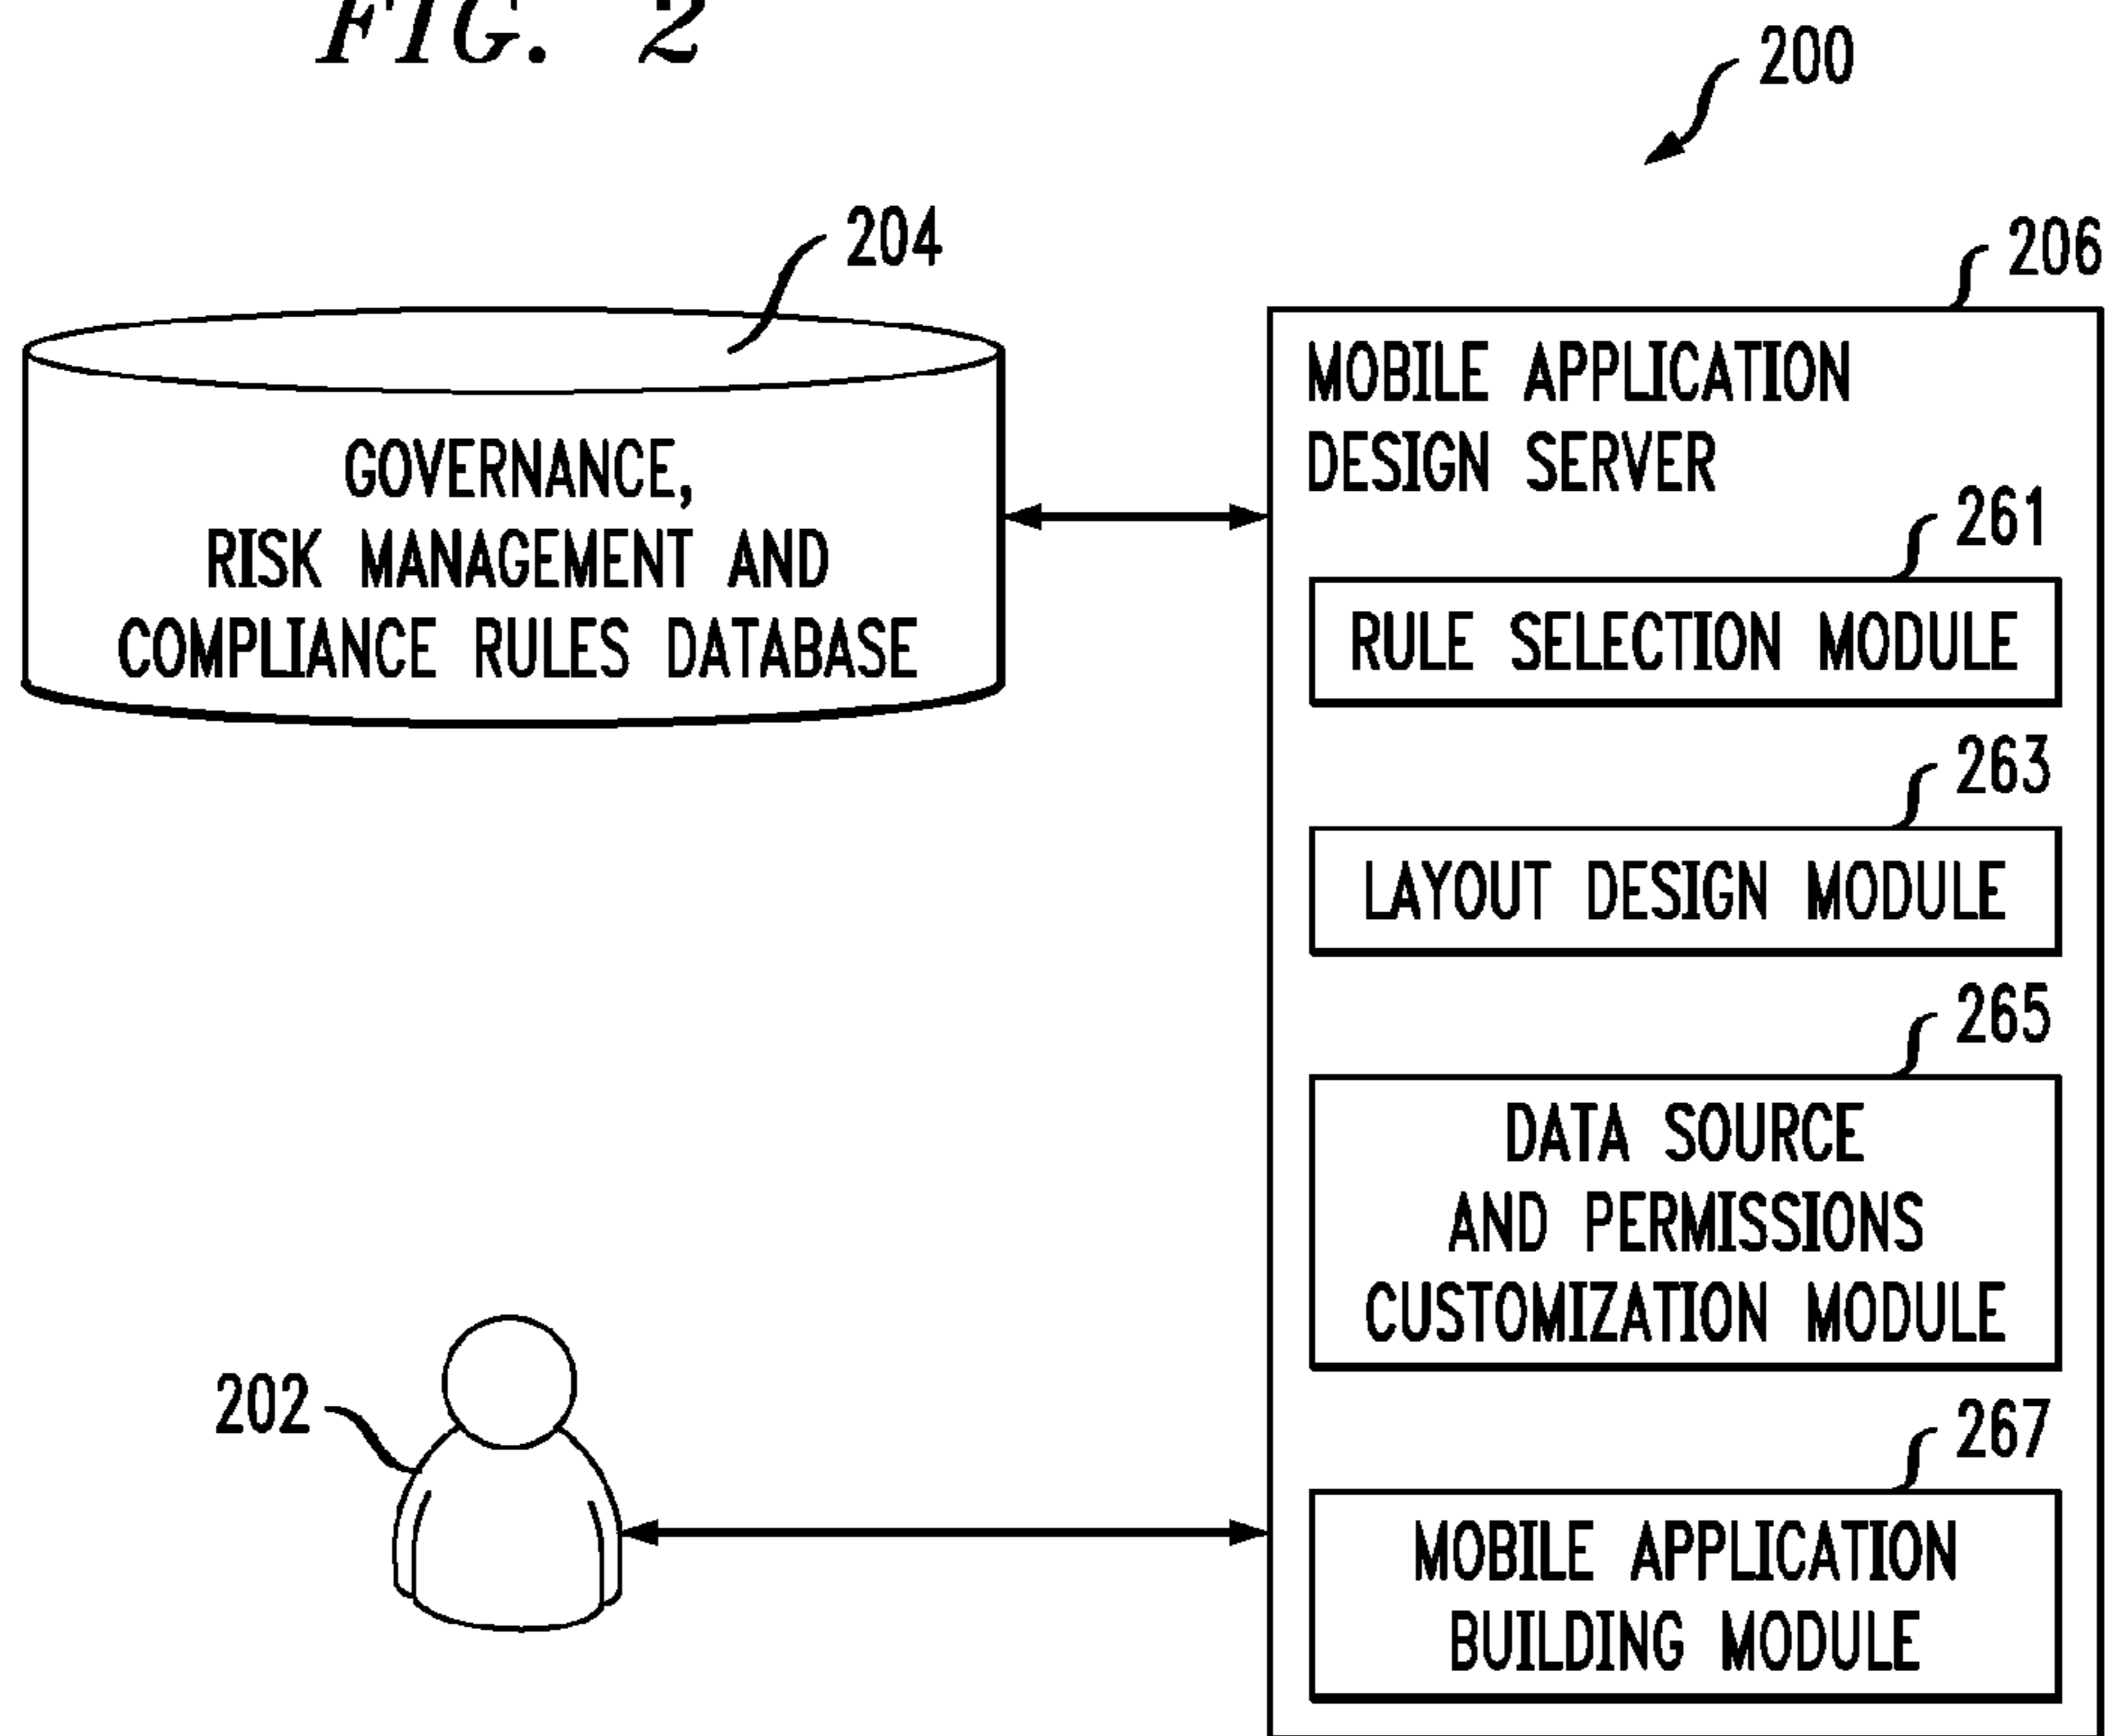 FIG. 2
200
204
206
GOVERNANCE,
RISK MANAGEMENT AND
COMPLIANCE RULES DATABASE
MOBILE APPLICATION
DESIGN SERVER
261
RULE SELECTION MODULE
263
LAYOUT DESIGN MODULE
265
DATA SOURCE
AND PERMISSIONS
CUSTOMIZATION MODULE
202
267
MOBILE APPLICATION
BUILDING MODULE